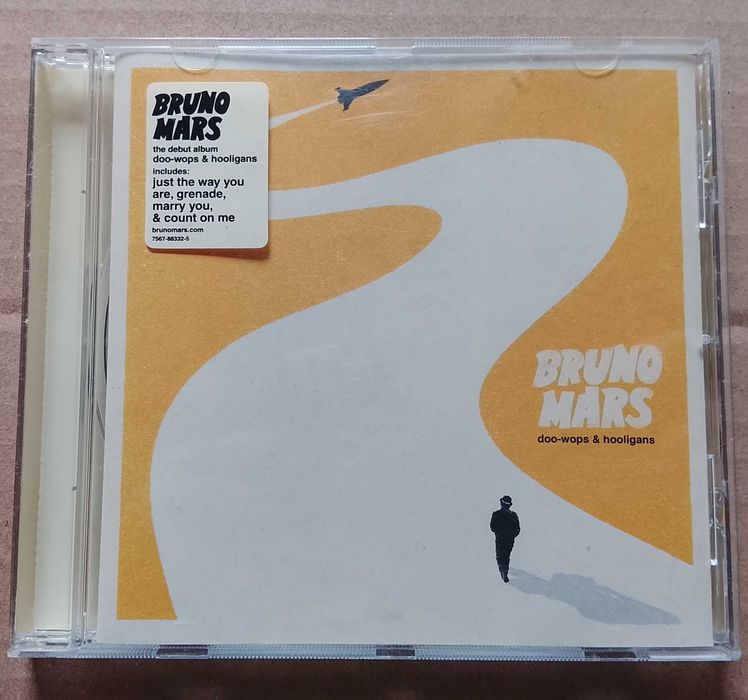 BRUNO
MARS
the debut album
doo-wops & hooligans
includes:
just the way you
are, grenade,
marry you,
& count on me
brunomars.com
7567-88332-5
BRUNO
MARS
doo-wops & hooligans